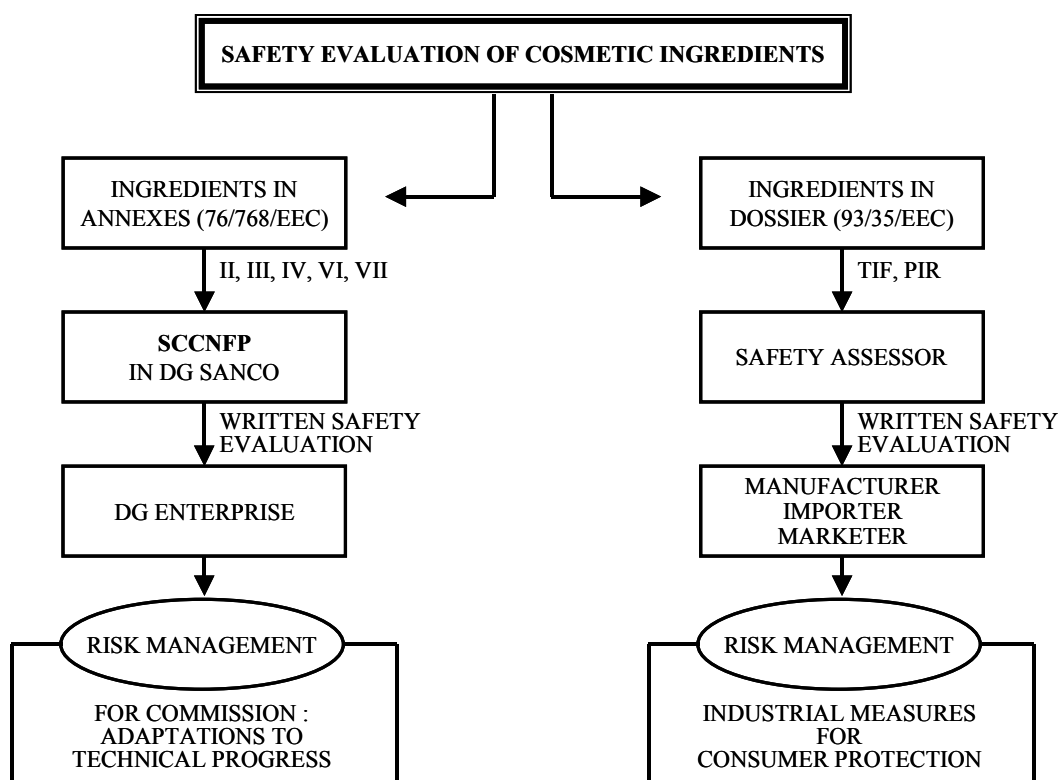 SAFETY EVALUATION OF COSMETIC INGREDIENTS
INGREDIENTS IN
ANNEXES (76/768/EEC)
II, III, IV, VI, VII
SCCNFP
IN DG SANCO
WRITTEN SAFETY
EVALUATION
DG ENTERPRISE
RISK MANAGEMENT
FOR COMMISSION :
ADAPTATIONS TO
TECHNICAL PROGRESS
INGREDIENTS IN
DOSSIER (93/35/EEC)
TIF, PIR
SAFETY ASSESSOR
WRITTEN SAFETY
EVALUATION
MANUFACTURER
IMPORTER
MARKETER
RISK MANAGEMENT
INDUSTRIAL MEASURES
FOR
CONSUMER PROTECTION